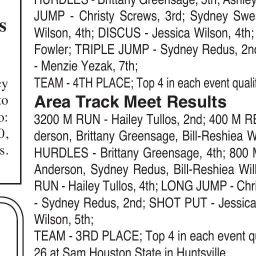 HURDLES - Brittany Greensage, 5th; Ashley
JUMP - Christy Screws, 3rd; Sydney Swe
s
Wilson, 4th; DISCUS - Jessica Wilson, 4th;
Fowler; TRIPLE JUMP - Sydney Redus, 2nd
- Menzie Yezak, 7th;
TEAM - 4TH PLACE; Top 4 in each event qualif
Area Track Meet Results
3200 M RUN - Hailey Tullos, 2nd; 400 M RE
derson, Brittany Greensage, Bill-Reshiea W
HURDLES - Brittany Greensage, 4th; 800 M
Anderson, Sydney Redus, Bill-Reshiea Will
RUN - Hailey Tullos, 4th; LONG JUMP - Chri
- Sydney Redus, 2nd; SHOT PUT - Jessica
Wilson, 5th;
TEAM - 3RD PLACE; Top 4 in each event qu
26 at Sam Houston State in Huntsville